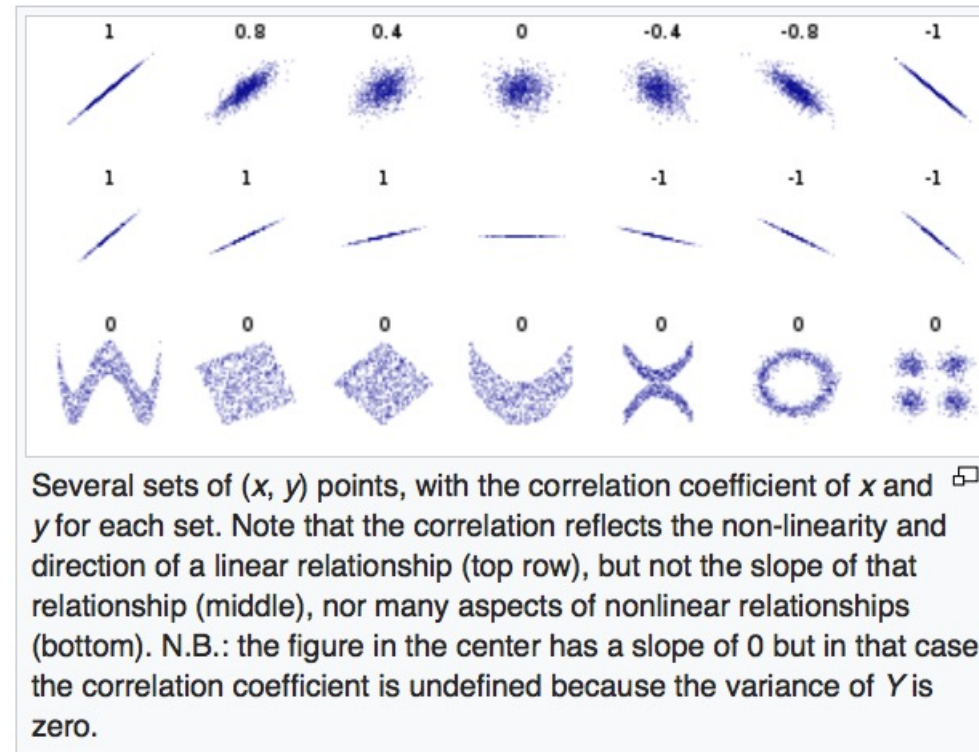 1 0.8 0.4 0 -0.4 -0.8 -1
1 1 1 -1 -1 -1
0 0 0 0 0 0 0
Several sets of (x, y) points, with the correlation coefficient of x and
y for each set. Note that the correlation reflects the non-linearity and
direction of a linear relationship (top row), but not the slope of that
relationship (middle), nor many aspects of nonlinear relationships
(bottom). N.B.: the figure in the center has a slope of 0 but in that case
the correlation coefficient is undefined because the variance of Y is
zero.